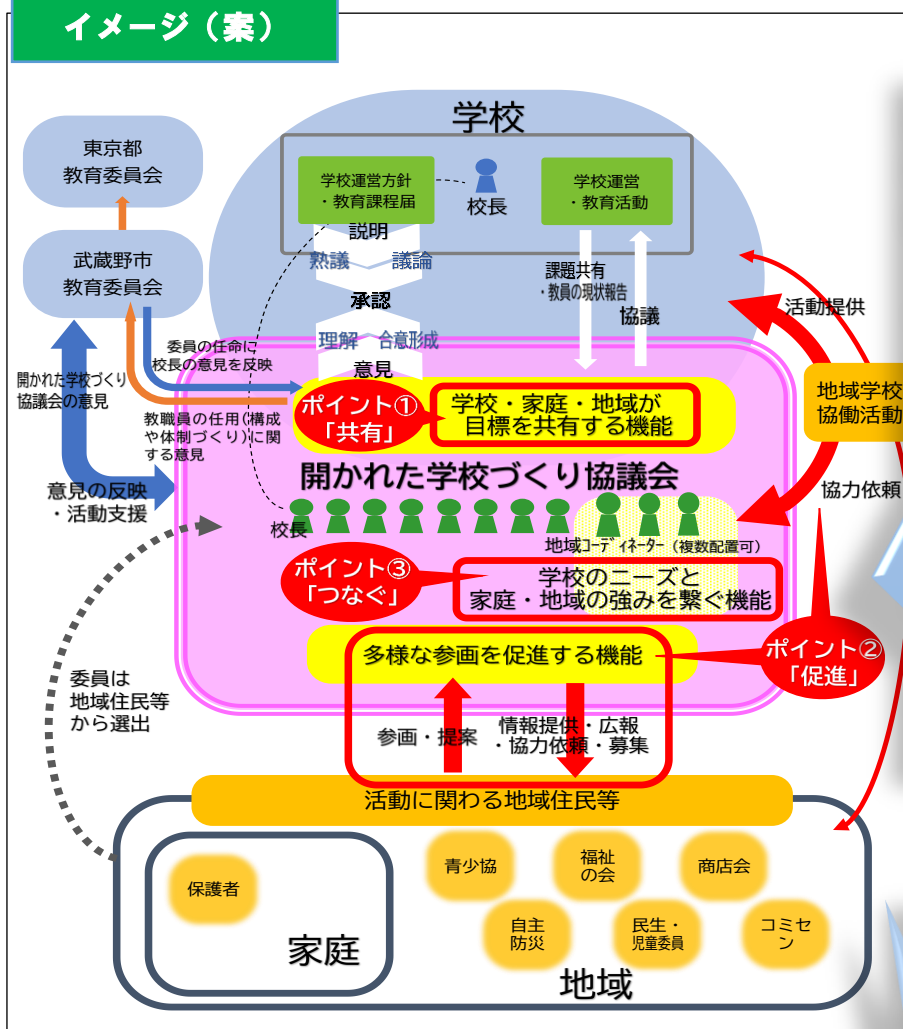 イメージ（案）
学校
東京都
教育委員会
武蔵野市
教育委員会
学校運営方針
・教育課程届
校長
学校運営
・教育活動
説明
熟議 議論
承認
理解 合意形成
意見
課題共有
・教員の現状報告
協議
活動提供
地域学校
協働活動
協力依頼
委員の任命に
校長の意見を反映
開かれた学校づくり
協議会の意見
教職員の任用(構成
や体制づくり)に関
する意見
意見の反映
・活動支援
ポイント①
「共有」
学校・家庭・地域が
目標を共有する機能
開かれた学校づくり協議会
校長
地域コーディネーター（複数配置可）
ポイント③
「つなぐ」
学校のニーズと
家庭・地域の強みを繋ぐ機能
多様な参画を促進する機能
ポイント②
「促進」
委員は
地域住民等
から選出
参画・提案
情報提供・広報
・協力依頼・募集
活動に関わる地域住民等
保護者
家庭
青少協
福祉
の会
商店会
自主
防災
民生・
児童委員
コミセ
ン
地域